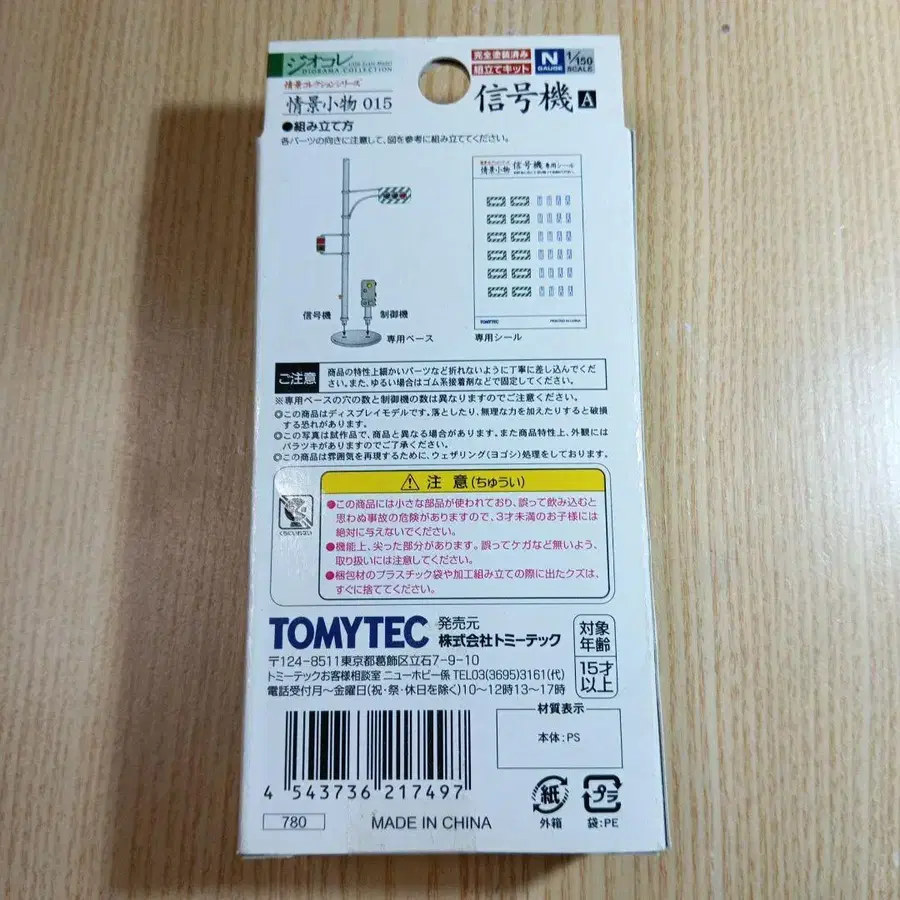 ジオコレ
DIORAMA COLLECTION
情景コレクションシリーズ
情景小物 015
完全塗装済み
組立てキット
N GAUGE
1/150 SCALE
信号機 A
●組み立て方
各パーツの向きに注意して、図を参考に組み立ててください。
情景小物 信号機 専用シール
TOMYTEC
信号機
制御機
専用ベース
専用シール
ご注意
商品の特性上細かいパーツなど折れないように丁寧に差し込んでくだ
さい。また、ゆるい場合はゴム系接着剤などで固定してください。
※専用ベースの穴の数と制御機の数は異なりますのでご注意ください。
◎この商品はディスプレイモデルです。落としたり、無理な力を加えたりすると破損
する恐れがあります。
◎この写真は試作品で、商品と異なる場合があります。また商品特性上、外観には
バラツキがありますのでご了承ください。
◎この商品は雰囲気を再現するために、ウェザリング(ヨゴシ)処理をしております。
注意(ちゅうい)
くちにいれない
●この商品には小さな部品が使われており、誤って飲み込むと
思わぬ事故の危険がありますので、3才未満のお子様には
絶対に与えないでください。
●機能上、尖った部分があります。誤ってケガなど無いよう、
取り扱いには注意してください。
●梱包材のプラスチック袋や加工組み立ての際に出たクズは、
すぐに捨ててください。
TOMYTEC
発売元
株式会社トミーテック
〒124-8511東京都葛飾区立石7-9-10
トミーテックお客様相談室 ニューホビー係 TEL03(3695)3161(代)
電話受付月〜金曜日(祝・祭・休日を除く)10〜12時13〜17時
対象
年齢
15才
以上
材質表示
本体:PS
4 543736 217497
780
MADE IN CHINA
紙
外箱
プラ
袋:PE